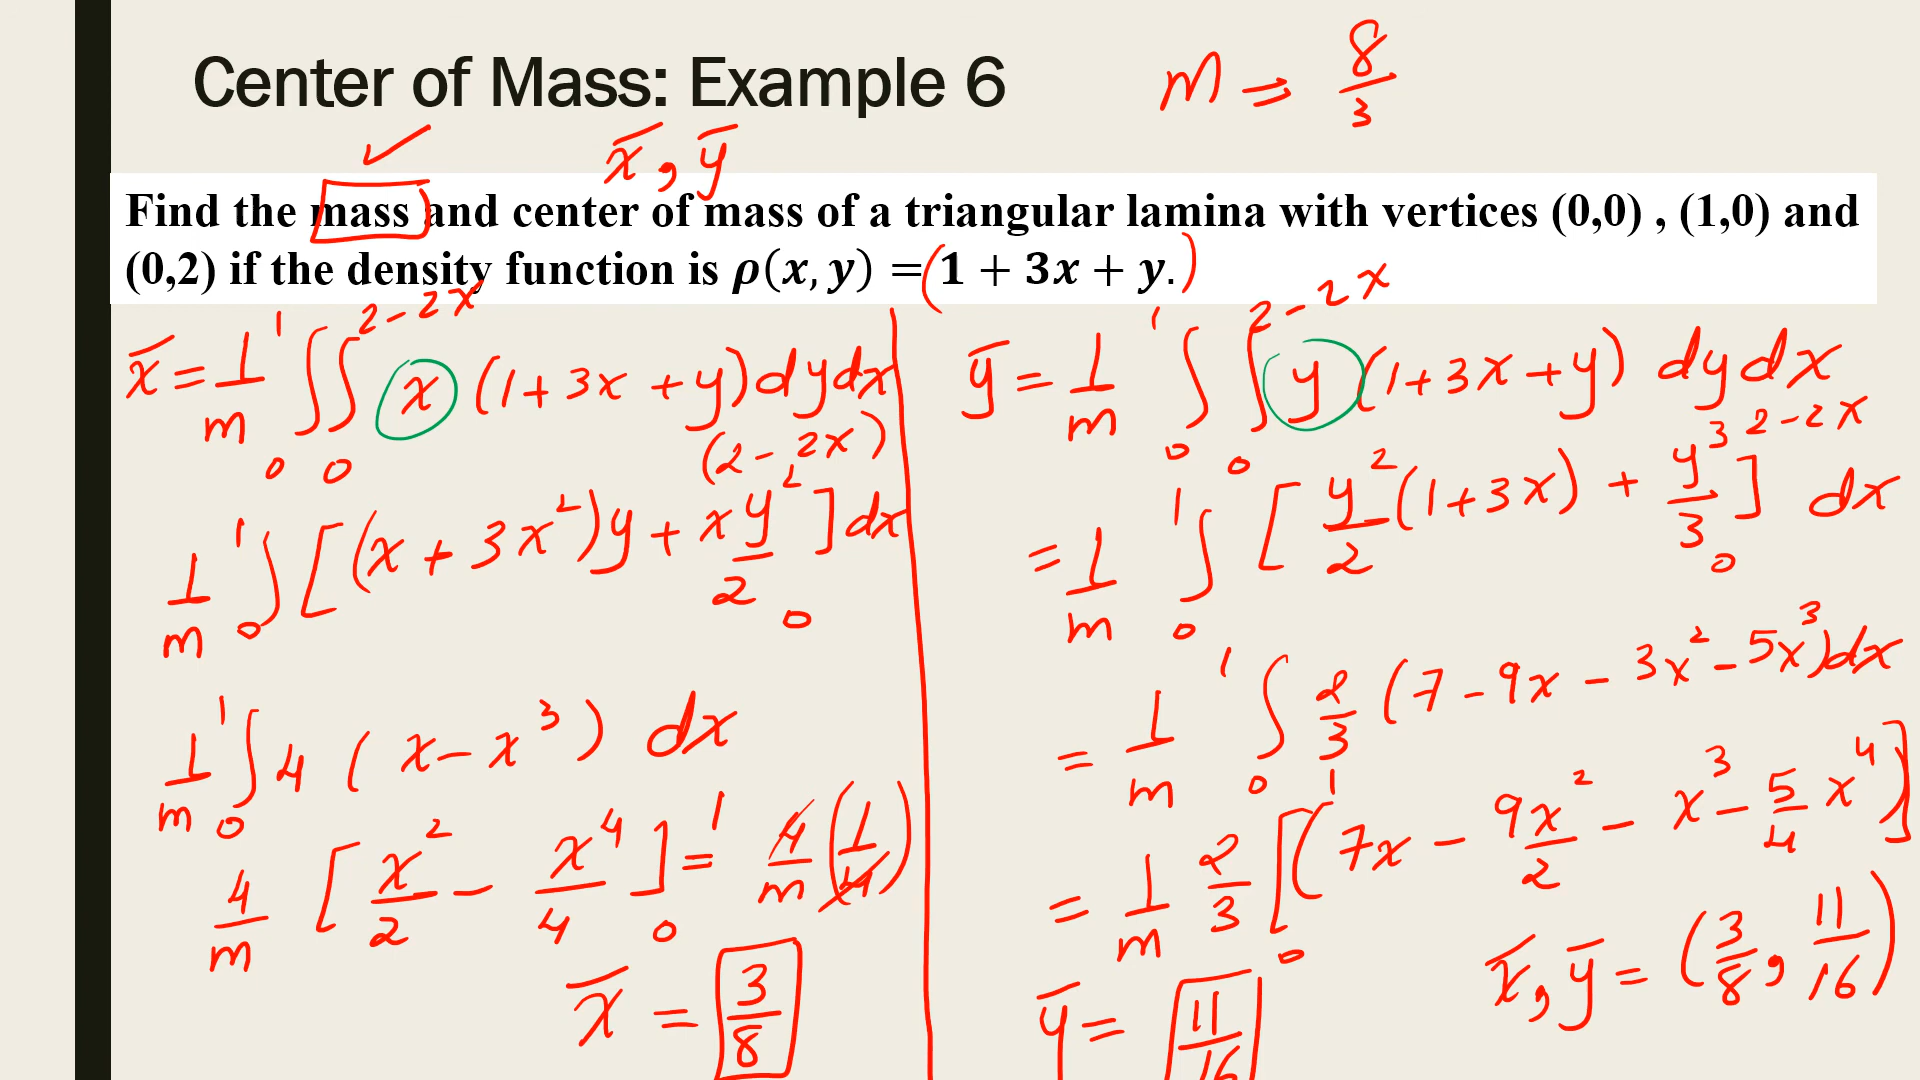 Center of Mass: Example 6
m = 8/3
x̄, ȳ
Find the mass and center of mass of a triangular lamina with vertices (0,0) , (1,0) and
(0,2) if the density function is ρ(x, y) = (1 + 3x + y.)
x̄ = 1/m ∫₀¹ ∫₀^(2-2x) x (1+3x+y) dy dx
1/m ∫₀¹ [(x + 3x²)y + xy²/2]₀^(2-2x) dx
1/m ∫₀¹ 4 (x - x³) dx
4/m [x²/2 - x⁴/4]₀¹ = 4/m (1/4)
x̄ = 3/8
ȳ = 1/m ∫₀¹ ∫₀^(2-2x) y (1+3x+y) dy dx
= 1/m ∫₀¹ [y²/2 (1+3x) + y³/3]₀^(2-2x) dx
= 1/m ∫₀¹ 2/3 (7 - 9x - 3x² - 5x³) dx
= 1/m 2/3 [(7x - 9x²/2 - x³ - 5/4 x⁴)]₀¹
ȳ = 11/16
x̄, ȳ = (3/8, 11/16)